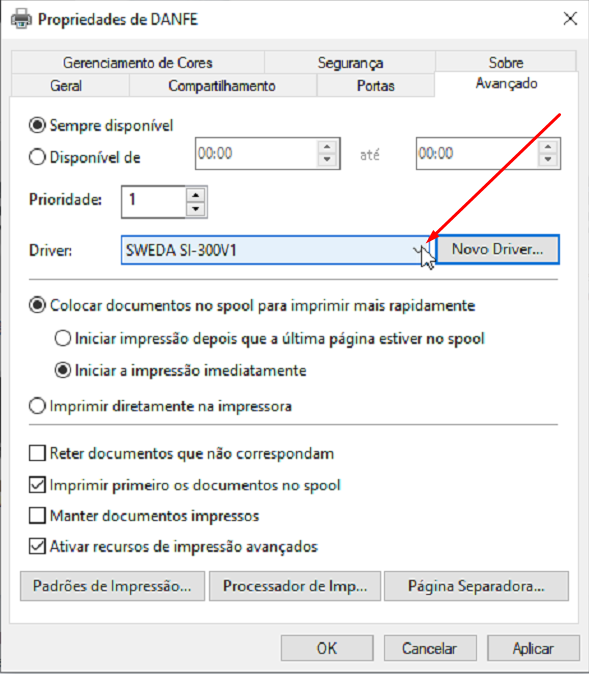 Propriedades de DANFE
Gerenciamento de Cores Segurança Sobre
Geral Compartilhamento Portas Avançado
Sempre disponível
Disponível de 00:00 até 00:00
Prioridade: 1
Driver: SWEDA SI-300V1 Novo Driver...
Colocar documentos no spool para imprimir mais rapidamente
Iniciar impressão depois que a última página estiver no spool
Iniciar a impressão imediatamente
Imprimir diretamente na impressora
Reter documentos que não correspondam
Imprimir primeiro os documentos no spool
Manter documentos impressos
Ativar recursos de impressão avançados
Padrões de Impressão... Processador de Imp... Página Separadora...
OK Cancelar Aplicar